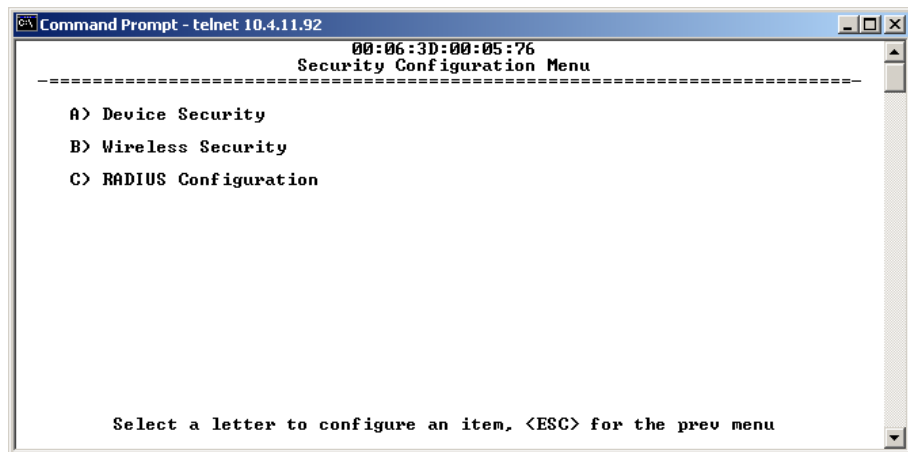 Command Prompt - telnet 10.4.11.92
00:06:3D:00:05:76
Security Configuration Menu
-==========================================================================-
A) Device Security
B) Wireless Security
C) RADIUS Configuration
Select a letter to configure an item, <ESC> for the prev menu